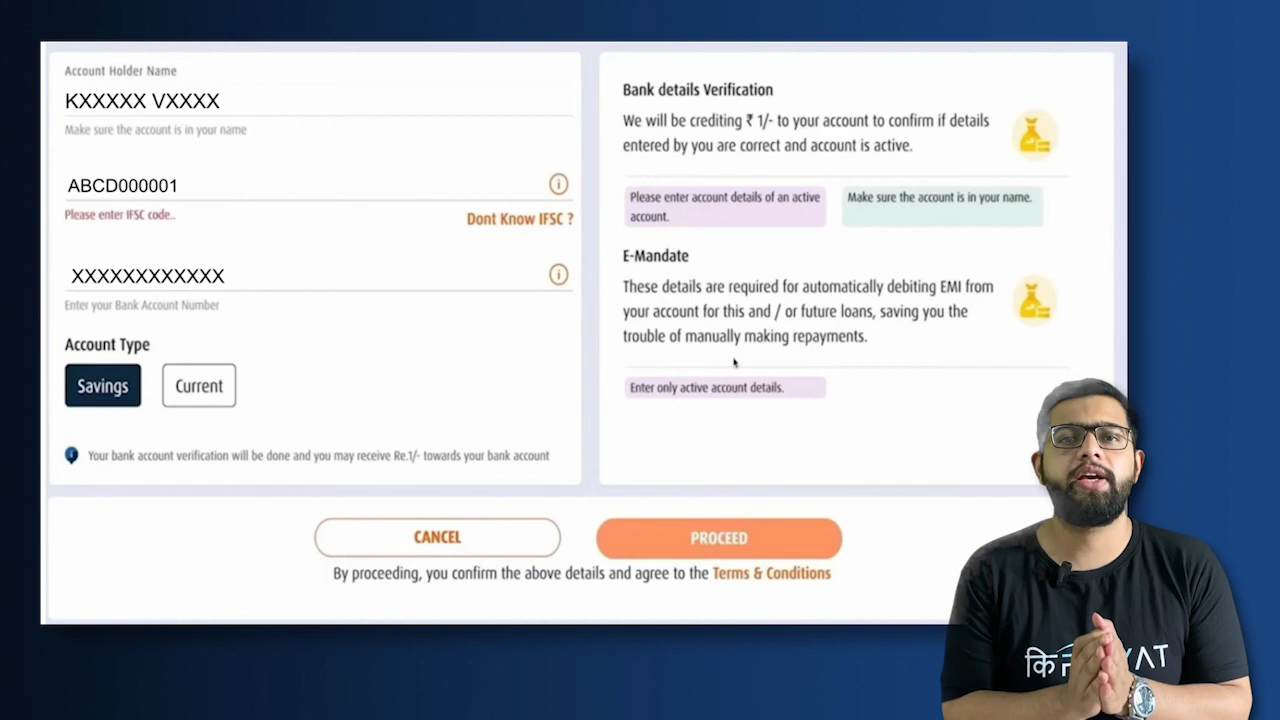 Account Holder Name
KXXXXX VXXXX
Make sure the account is in your name
ABCD000001
Please enter IFSC code..
Dont Know IFSC ?
XXXXXXXXXXXX
Enter your Bank Account Number
Account Type
Savings
Current
Your bank account verification will be done and you may receive Re.1/- towards your bank account
Bank details Verification
We will be crediting ₹ 1/- to your account to confirm if details
entered by you are correct and account is active.
Please enter account details of an active
account.
Make sure the account is in your name.
E-Mandate
These details are required for automatically debiting EMI from
your account for this and / or future loans, saving you the
trouble of manually making repayments.
Enter only active account details.
CANCEL
PROCEED
By proceeding, you confirm the above details and agree to the Terms & Conditions